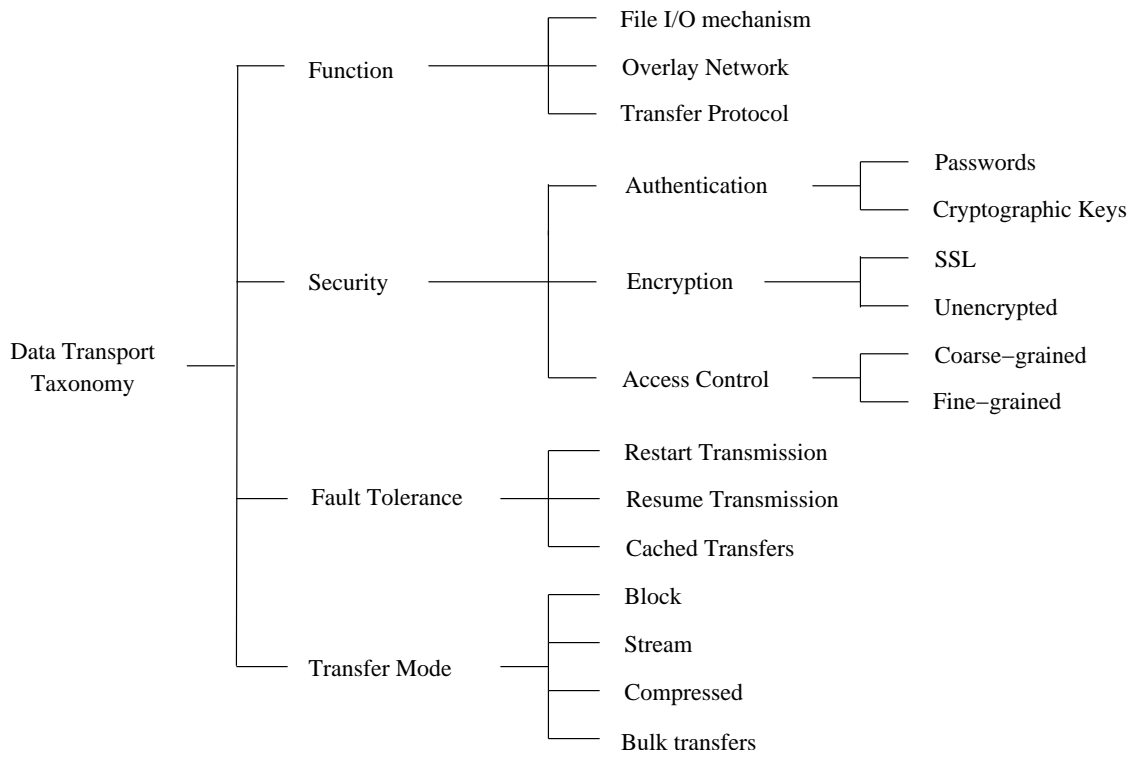 File I/O mechanism
Function
Overlay Network
Transfer Protocol
Passwords
Authentication
Cryptographic Keys
SSL
Security
Encryption
Unencrypted
Data Transport
Taxonomy
Coarse−grained
Access Control
Fine−grained
Restart Transmission
Fault Tolerance
Resume Transmission
Cached Transfers
Block
Stream
Transfer Mode
Compressed
Bulk transfers